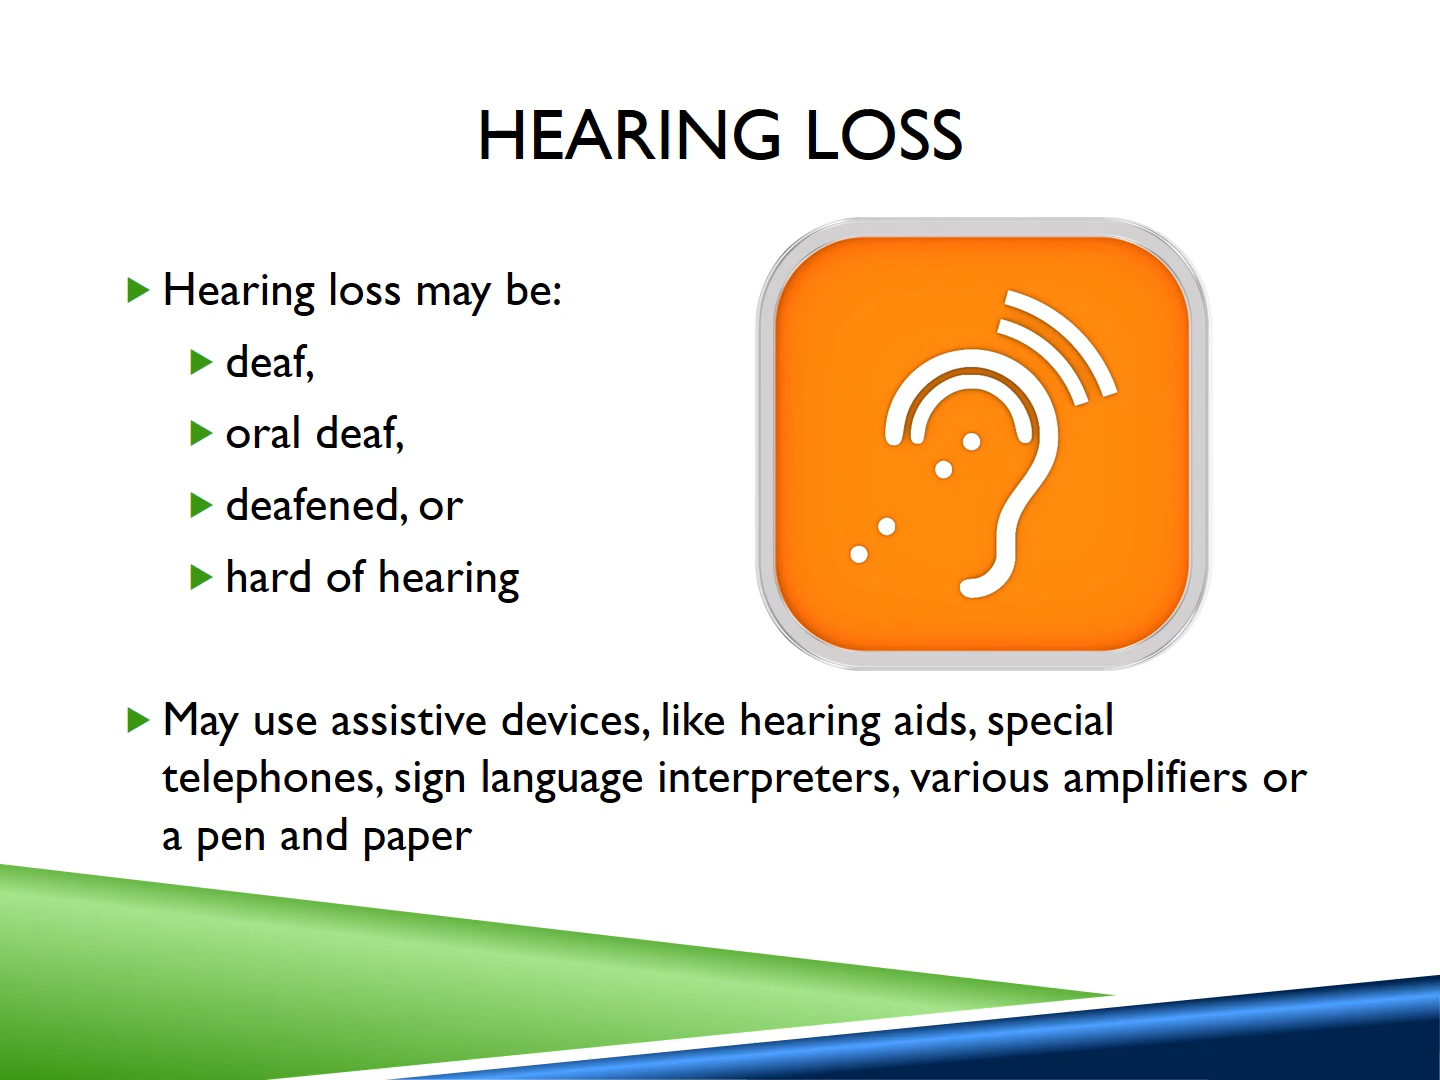 HEARING LOSS
Hearing loss may be:
deaf,
oral deaf,
deafened, or
hard of hearing
May use assistive devices, like hearing aids, special
telephones, sign language interpreters, various amplifiers or
a pen and paper